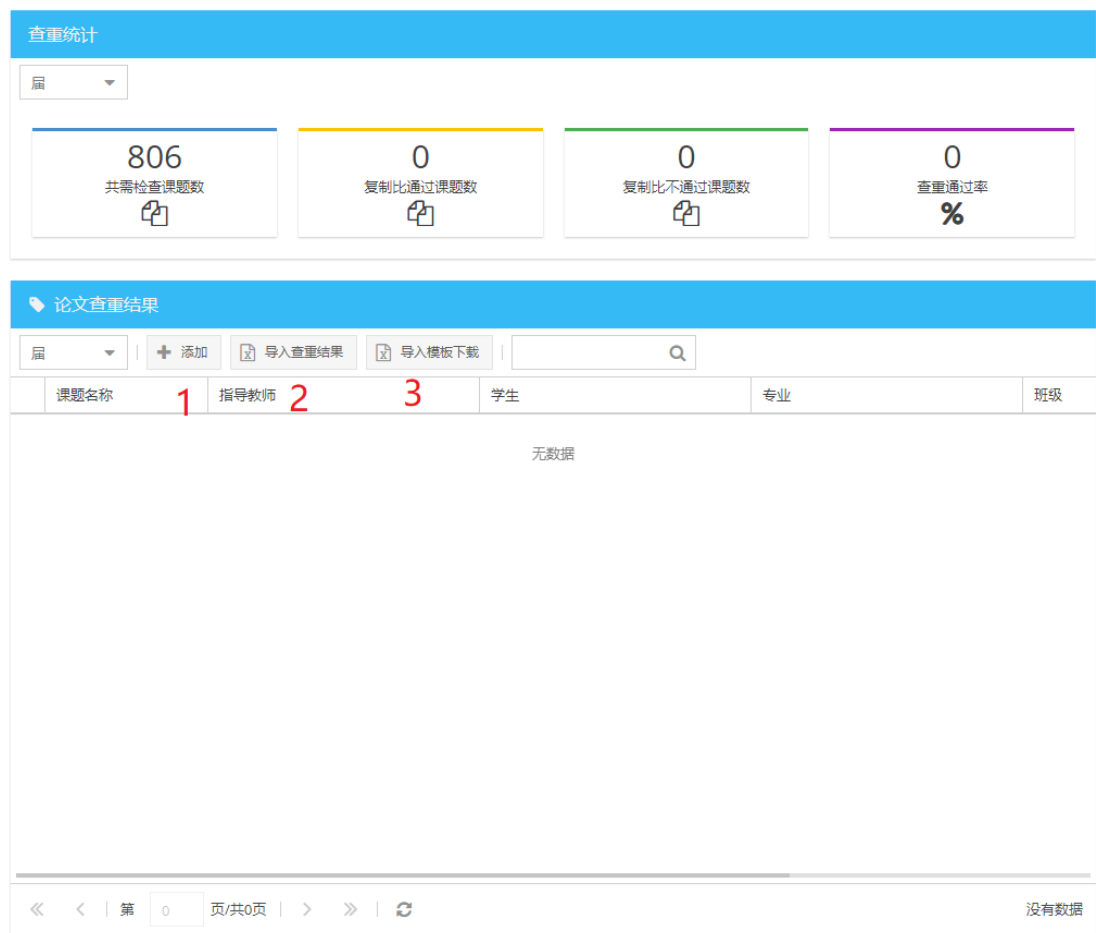 查重统计
届
806 0 0 0
共需检查课题数 复制比通过课题数 复制比不通过课题数 查重通过率
%
论文查重结果
届 添加 导入查重结果 导入模板下载
课题名称 1 指导教师 2 3 学生 专业 班级
无数据
第 0 页/共0页 没有数据